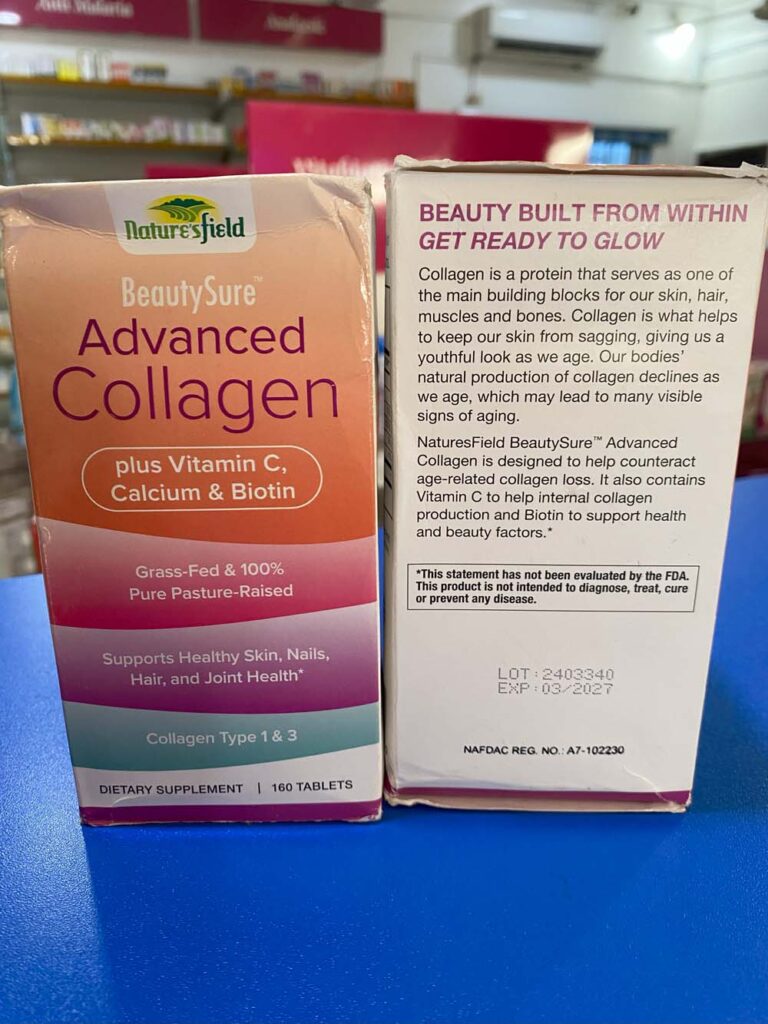 Anti Malaria
Nature's field
BeautySure™
Advanced
Collagen
plus Vitamin C,
Calcium & Biotin
Grass-Fed & 100%
Pure Pasture-Raised
Supports Healthy Skin, Nails,
Hair, and Joint Health*
Collagen Type 1 & 3
DIETARY SUPPLEMENT | 160 TABLETS
BEAUTY BUILT FROM WITHIN
GET READY TO GLOW
Collagen is a protein that serves as one of
the main building blocks for our skin, hair,
muscles and bones. Collagen is what helps
to keep our skin from sagging, giving us a
youthful look as we age. Our bodies'
natural production of collagen declines as
we age, which may lead to many visible
signs of aging.
NaturesField BeautySure™ Advanced
Collagen is designed to help counteract
age-related collagen loss. It also contains
Vitamin C to help internal collagen
production and Biotin to support health
and beauty factors.*
*This statement has not been evaluated by the FDA.
This product is not intended to diagnose, treat, cure
or prevent any disease.
LOT:2403340
EXP:03/2027
NAFDAC REG. NO.: A7-102230